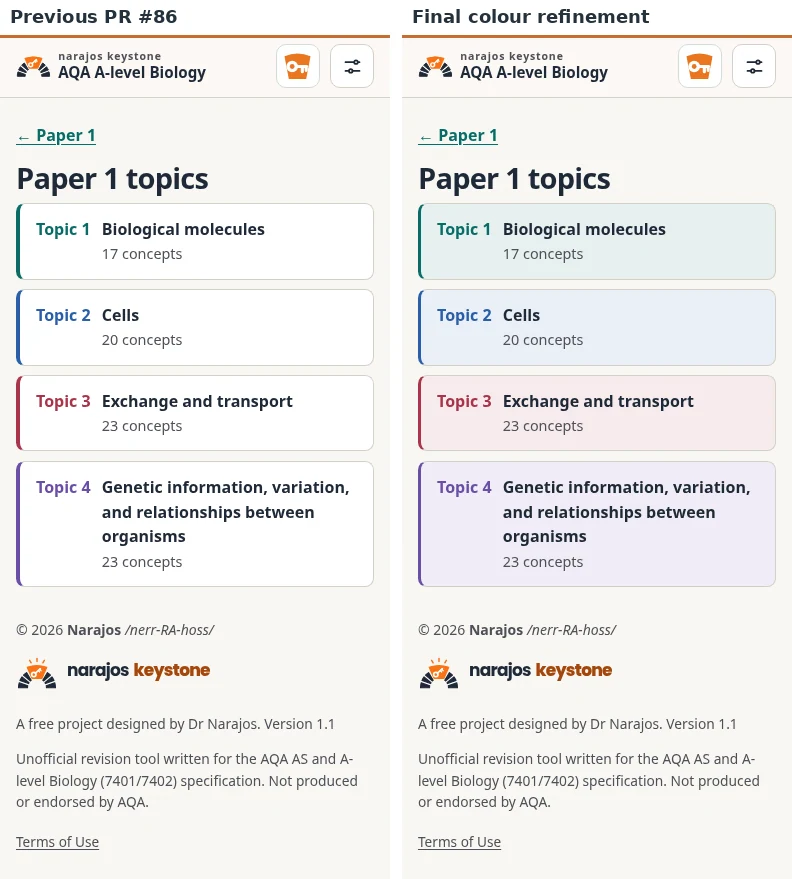 Previous PR #86
narajos keystone
AQA A-level Biology
← Paper 1
Paper 1 topics
Topic 1 Biological molecules
17 concepts
Topic 2 Cells
20 concepts
Topic 3 Exchange and transport
23 concepts
Topic 4 Genetic information, variation,
and relationships between
organisms
23 concepts
© 2026 Narajos /nerr-RA-hoss/
narajos keystone
A free project designed by Dr Narajos. Version 1.1
Unofficial revision tool written for the AQA AS and A-
level Biology (7401/7402) specification. Not produced
or endorsed by AQA.
Terms of Use
Final colour refinement
narajos keystone
AQA A-level Biology
← Paper 1
Paper 1 topics
Topic 1 Biological molecules
17 concepts
Topic 2 Cells
20 concepts
Topic 3 Exchange and transport
23 concepts
Topic 4 Genetic information, variation,
and relationships between
organisms
23 concepts
© 2026 Narajos /nerr-RA-hoss/
narajos keystone
A free project designed by Dr Narajos. Version 1.1
Unofficial revision tool written for the AQA AS and A-
level Biology (7401/7402) specification. Not produced
or endorsed by AQA.
Terms of Use